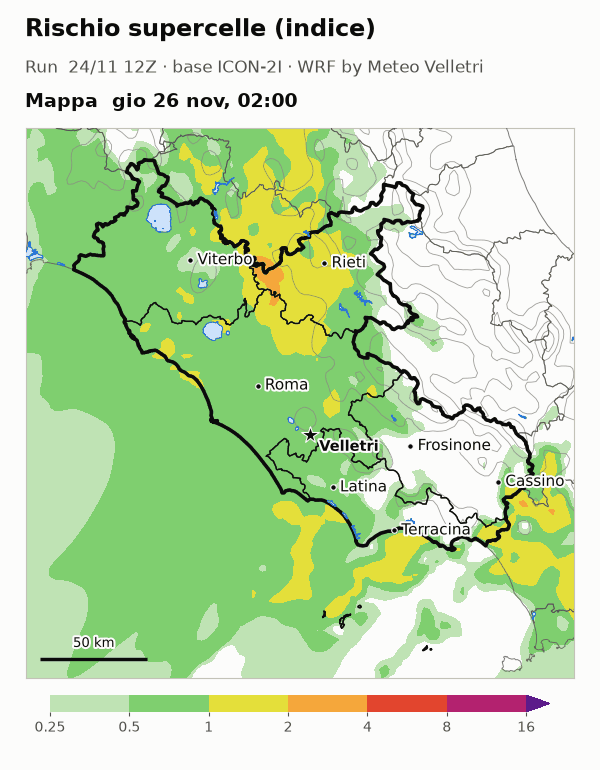 Rischio supercelle (indice)
Run  24/11 12Z · base ICON-2I · WRF by Meteo Velletri
Mappa  gio 26 nov, 02:00
Viterbo
Rieti
Roma
Velletri
Frosinone
Latina
Cassino
Terracina
50 km
0.25 0.5 1 2 4 8 16